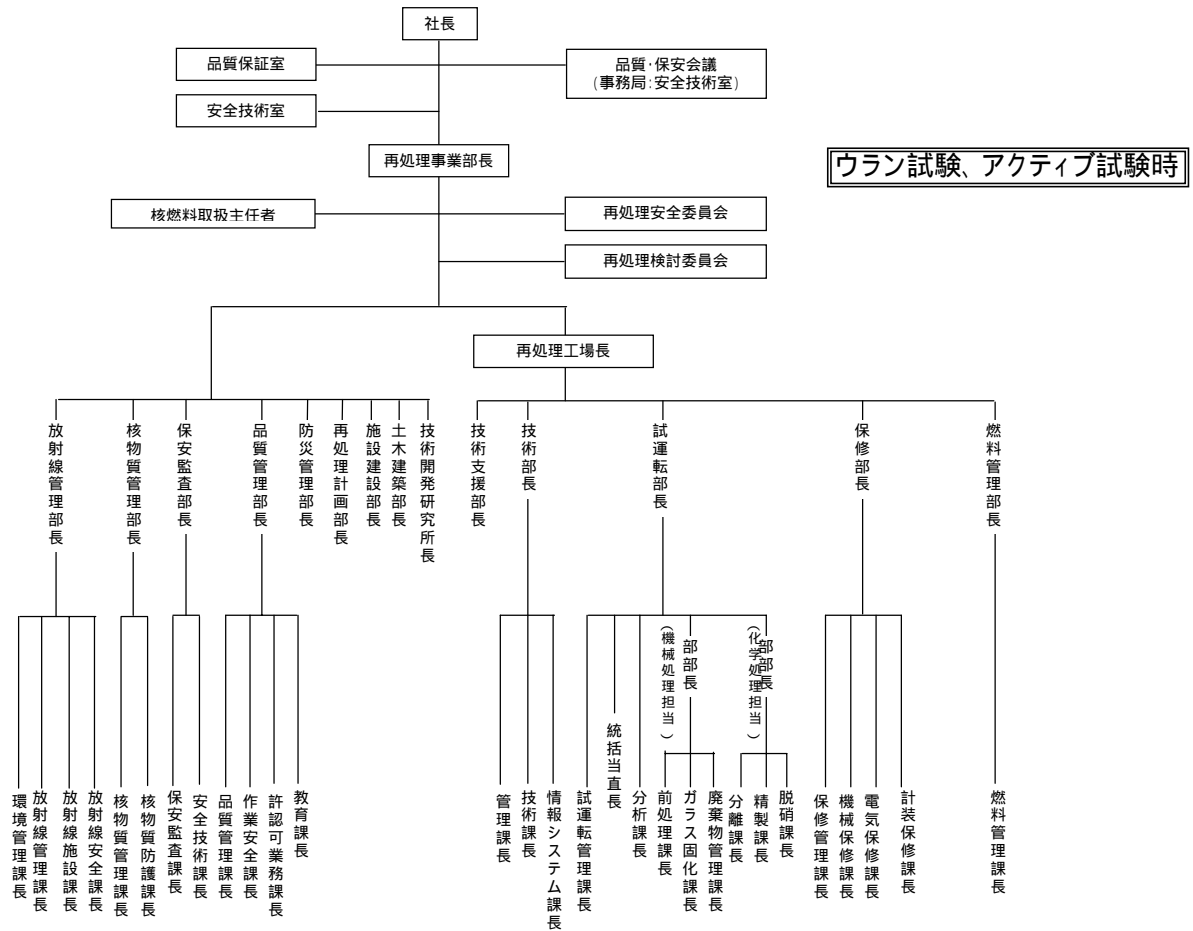 社長
品質保証室
品質・保安会議
(事務局:安全技術室)
安全技術室
再処理事業部長
ウラン試験、アクティブ試験時
核燃料取扱主任者
再処理安全委員会
再処理検討委員会
再処理工場長
放射線管理部長
核物質管理部長
保安監査部長
品質管理部長
防災管理部長
再処理計画部長
施設建設部長
土木建築部長
技術開発研究所長
技術支援部長
技術部長
試運転部長
保修部長
燃料管理部長
(機械処理担当)
部部長
(化学処理担当)
部部長
環境管理課長
放射線管理課長
放射線施設課長
放射線安全課長
核物質管理課長
核物質防護課長
保安監査課長
安全技術課長
品質管理課長
作業安全課長
許認可業務課長
教育課長
管理課長
技術課長
情報システム課長
試運転管理課長
統括当直長
分析課長
前処理課長
ガラス固化課長
廃棄物管理課長
分離課長
精製課長
脱硝課長
保修管理課長
機械保修課長
電気保修課長
計装保修課長
燃料管理課長